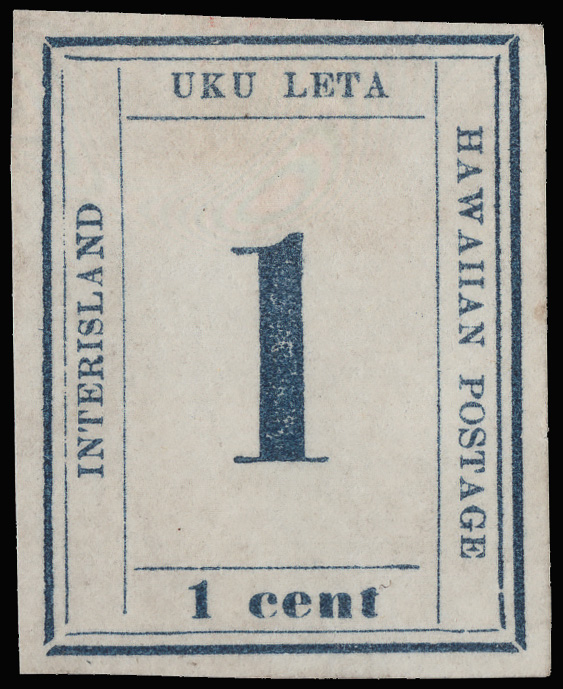 UKU LETA
INTERISLAND
1
HAWAIIAN POSTAGE
1 cent